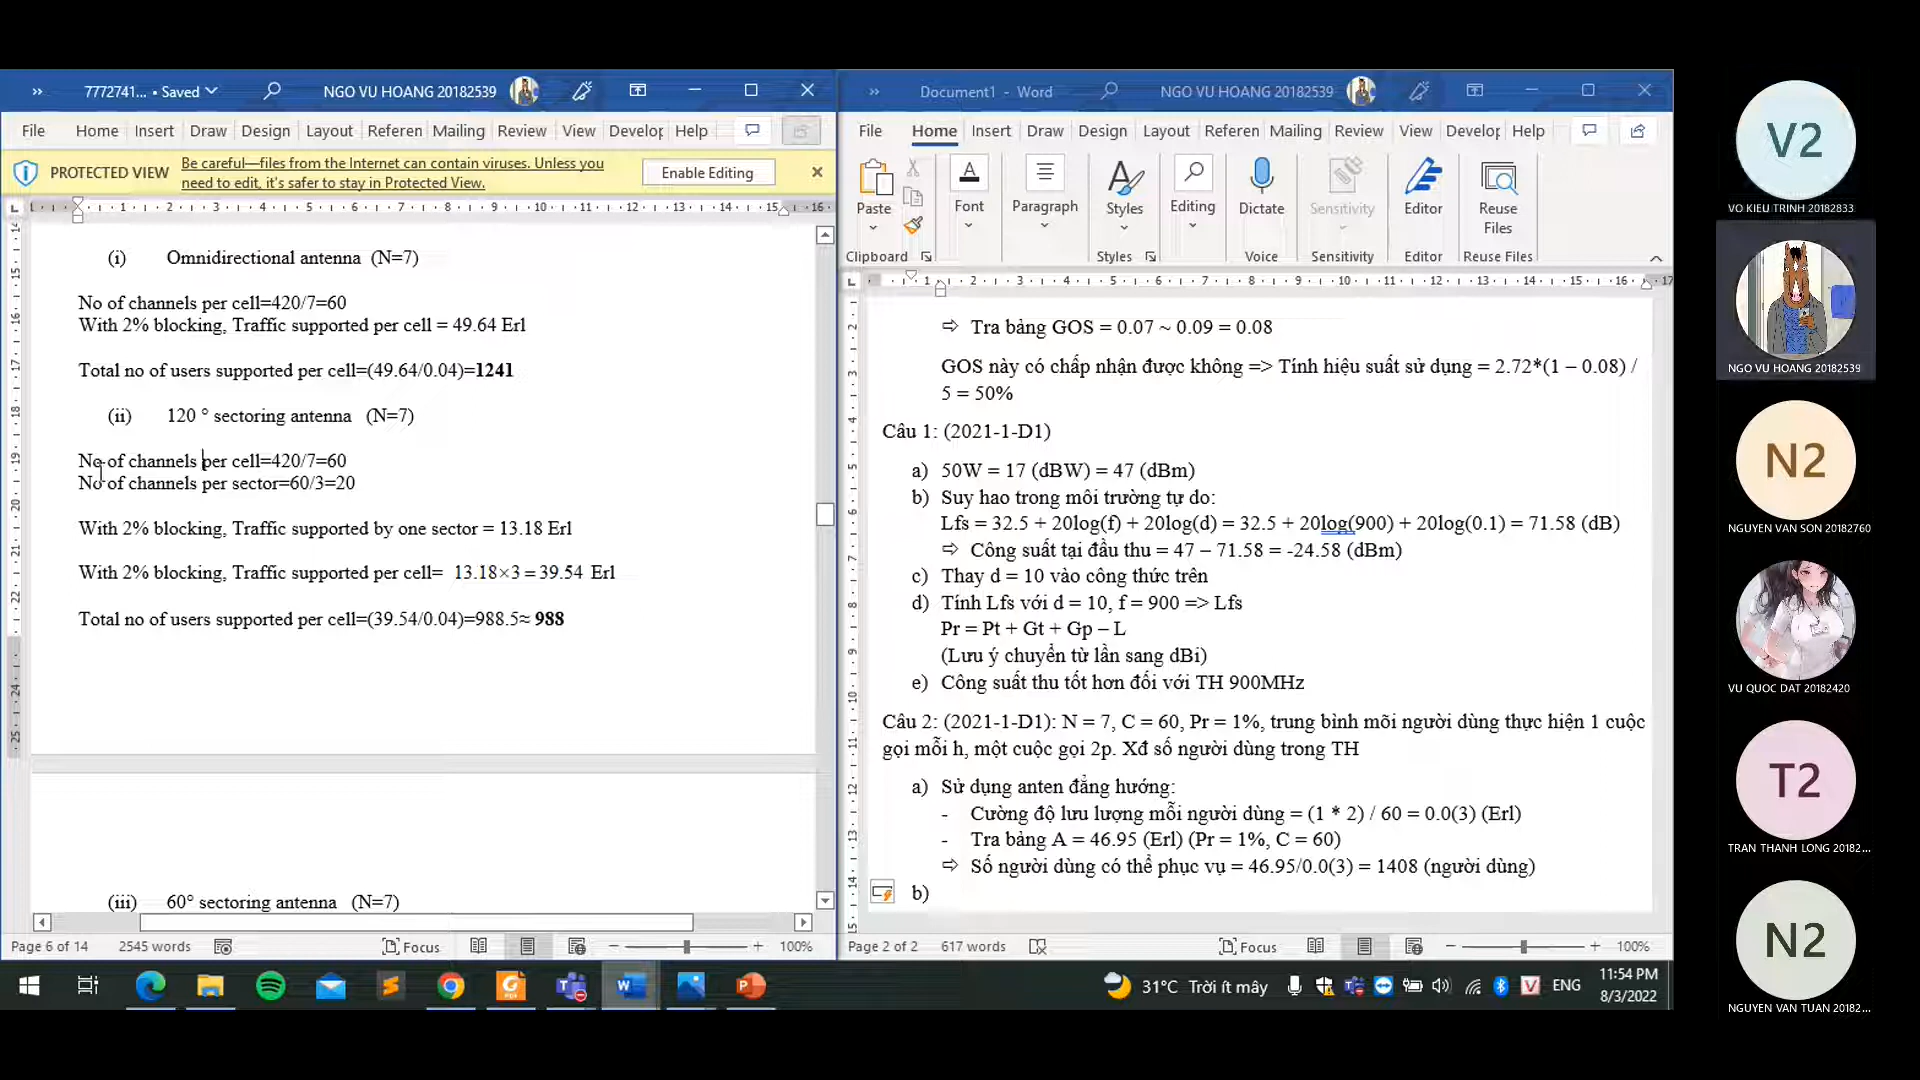 7772741... • Saved
NGO VU HOANG 20182539
File Home Insert Draw Design Layout Referen Mailing Review View Develop Help
PROTECTED VIEW Be careful—files from the Internet can contain viruses. Unless you need to edit, it's safer to stay in Protected View. Enable Editing
(i) Omnidirectional antenna (N=7)
No of channels per cell=420/7=60
With 2% blocking, Traffic supported per cell = 49.64 Erl
Total no of users supported per cell=(49.64/0.04)=1241
(ii) 120 ° sectoring antenna (N=7)
No of channels per cell=420/7=60
No of channels per sector=60/3=20
With 2% blocking, Traffic supported by one sector = 13.18 Erl
With 2% blocking, Traffic supported per cell= 13.18×3 = 39.54 Erl
Total no of users supported per cell=(39.54/0.04)=988.5≈ 988
(iii) 60° sectoring antenna (N=7)
Page 6 of 14 2545 words Focus 100%
Document1 - Word
NGO VU HOANG 20182539
File Home Insert Draw Design Layout Referen Mailing Review View Develop Help
Paste Font Paragraph Styles Editing Dictate Sensitivity Editor Reuse Files
Clipboard Styles Voice Sensitivity Editor Reuse Files
⇨ Tra bảng GOS = 0.07 ~ 0.09 = 0.08
GOS này có chấp nhận được không => Tính hiệu suất sử dụng = 2.72*(1 – 0.08) /
5 = 50%
Câu 1: (2021-1-D1)
a) 50W = 17 (dBW) = 47 (dBm)
b) Suy hao trong môi trường tự do:
Lfs = 32.5 + 20log(f) + 20log(d) = 32.5 + 20log(900) + 20log(0.1) = 71.58 (dB)
⇨ Công suất tại đầu thu = 47 – 71.58 = -24.58 (dBm)
c) Thay d = 10 vào công thức trên
d) Tính Lfs với d = 10, f = 900 => Lfs
Pr = Pt + Gt + Gp – L
(Lưu ý chuyển từ lần sang dBi)
e) Công suất thu tốt hơn đối với TH 900MHz
Câu 2: (2021-1-D1): N = 7, C = 60, Pr = 1%, trung bình mõi người dùng thực hiện 1 cuộc
gọi mỗi h, một cuộc gọi 2p. Xđ số người dùng trong TH
a) Sử dụng anten đẳng hướng:
- Cường độ lưu lượng mỗi người dùng = (1 * 2) / 60 = 0.0(3) (Erl)
- Tra bảng A = 46.95 (Erl) (Pr = 1%, C = 60)
⇨ Số người dùng có thể phục vụ = 46.95/0.0(3) = 1408 (người dùng)
b)
Page 2 of 2 617 words Focus 100%
31°C Trời ít mây ENG 11:54 PM
8/3/2022
V2
VO KIEU TRINH 20182833
NGO VU HOANG 20182539
N2
NGUYEN VAN SON 20182760
VU QUOC DAT 20182420
T2
TRAN THANH LONG 20182...
N2
NGUYEN VAN TUAN 20182...